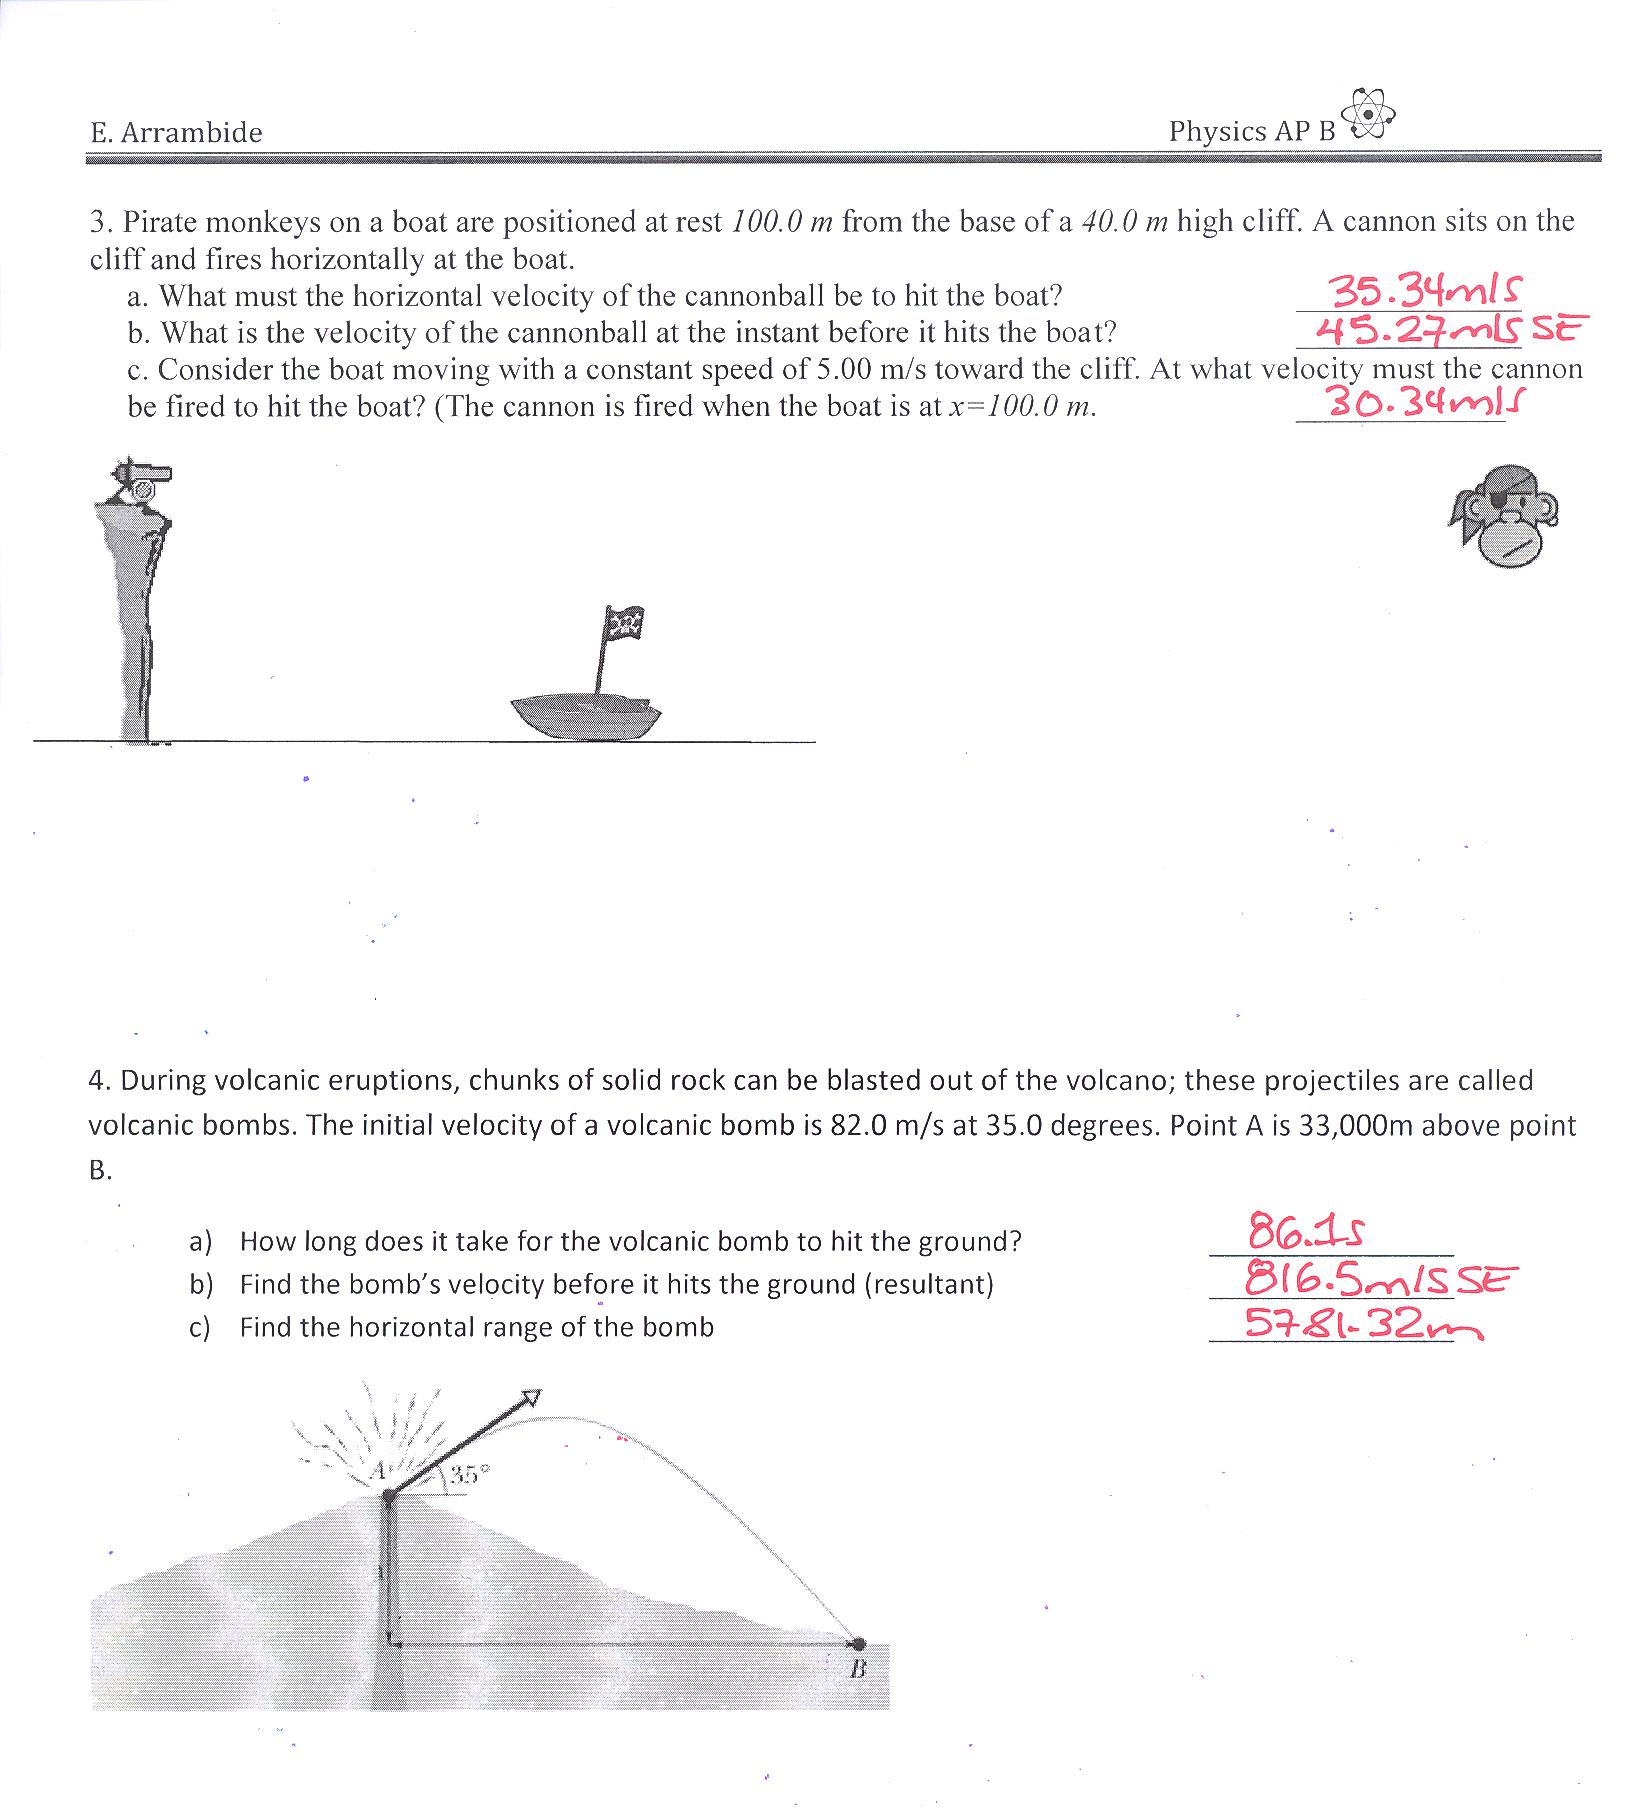 E. Arrambide
Physics AP B
3. Pirate monkeys on a boat are positioned at rest 100.0 m from the base of a 40.0 m high cliff. A cannon sits on the
cliff and fires horizontally at the boat.
a. What must the horizontal velocity of the cannonball be to hit the boat? 35.34m/s
b. What is the velocity of the cannonball at the instant before it hits the boat? 45.27m/s SE
c. Consider the boat moving with a constant speed of 5.00 m/s toward the cliff. At what velocity must the cannon
be fired to hit the boat? (The cannon is fired when the boat is at x=100.0 m. 30.34m/s
4. During volcanic eruptions, chunks of solid rock can be blasted out of the volcano; these projectiles are called
volcanic bombs. The initial velocity of a volcanic bomb is 82.0 m/s at 35.0 degrees. Point A is 33,000m above point
B.
a) How long does it take for the volcanic bomb to hit the ground? 86.1s
b) Find the bomb's velocity before it hits the ground (resultant) 816.5m/s SE
c) Find the horizontal range of the bomb 5781.32m
A
35°
B